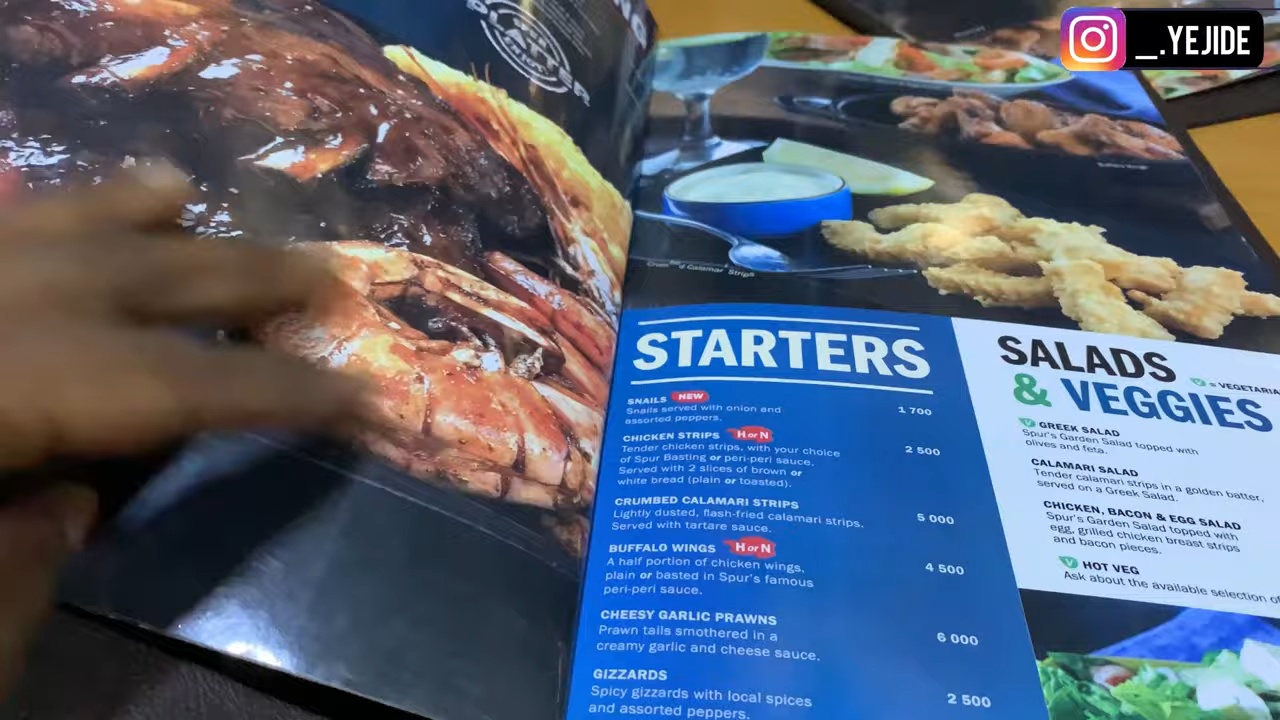 __.YEJIDE
PLATTER
STARTERS
SNAILS NEW
Snails served with onion and
assorted peppers.
1 700
CHICKEN STRIPS H or N
Tender chicken strips, with your choice
of Spur Basting or peri-peri sauce.
Served with 2 slices of brown or
white bread (plain or toasted).
2 500
CRUMBED CALAMARI STRIPS
Lightly dusted, flash-fried calamari strips.
Served with tartare sauce.
5 000
BUFFALO WINGS H or N
A half portion of chicken wings,
plain or basted in Spur's famous
peri-peri sauce.
4 500
CHEESY GARLIC PRAWNS
Prawn tails smothered in a
creamy garlic and cheese sauce.
6 000
GIZZARDS
Spicy gizzards with local spices
and assorted peppers.
2 500
SALADS
& VEGGIES
V = VEGETARIA
V GREEK SALAD
Spur's Garden Salad topped with
olives and feta.
CALAMARI SALAD
Tender calamari strips in a golden batter,
served on a Greek Salad.
CHICKEN, BACON & EGG SALAD
Spur's Garden Salad topped with
egg, grilled chicken breast strips
and bacon pieces.
V HOT VEG
Ask about the available selection of